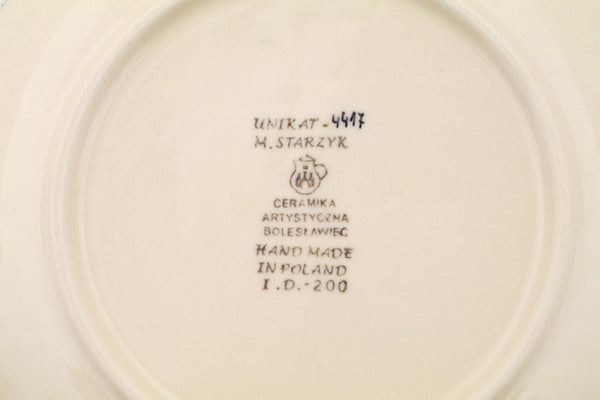 UNIKAT - 4417
M. STARZYK
CERAMIKA
ARTYSTYCZNA
BOLESŁAWIEC
HAND MADE
IN POLAND
I.D.-200